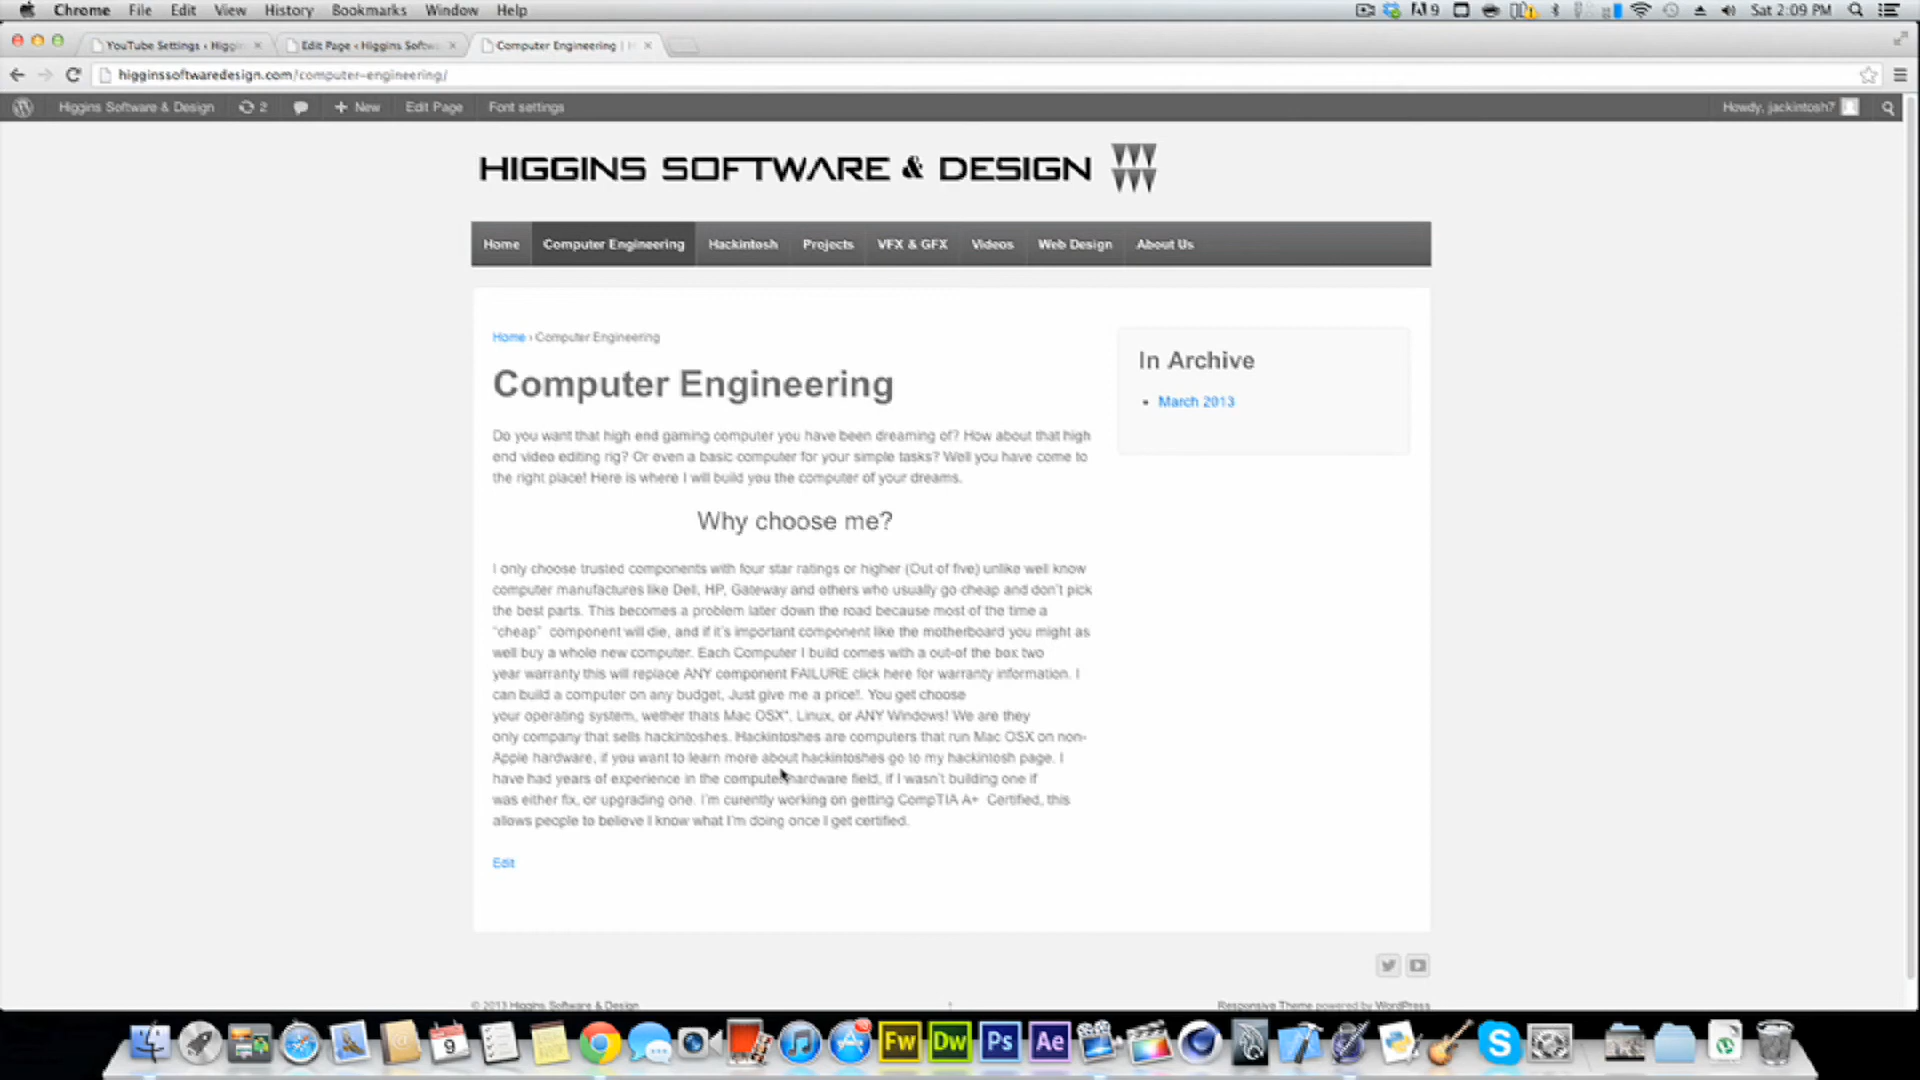 Chrome File Edit View History Bookmarks Window Help
9 Sat 2:09 PM
YouTube Settings ‹ Higgin
Edit Page ‹ Higgins Softwa
Computer Engineering | H
higginssoftwaredesign.com/computer-engineering/
Higgins Software & Design 2 + New Edit Page Font settings
Howdy, jackintosh7
HIGGINS SOFTWARE & DESIGN
Home Computer Engineering Hackintosh Projects VFX & GFX Videos Web Design About Us
Home › Computer Engineering
Computer Engineering
Do you want that high end gaming computer you have been dreaming of? How about that high
end video editing rig? Or even a basic computer for your simple tasks? Well you have come to
the right place! Here is where I will build you the computer of your dreams.
Why choose me?
I only choose trusted components with four star ratings or higher (Out of five) unlike well know
computer manufactures like Dell, HP, Gateway and others who usually go cheap and don't pick
the best parts. This becomes a problem later down the road because most of the time a
"cheap"  component will die, and if it's important component like the motherboard you might as
well buy a whole new computer. Each Computer I build comes with a out-of the box two
year warranty this will replace ANY component FAILURE click here for warranty information. I
can build a computer on any budget, Just give me a price!. You get choose
your operating system, wether thats Mac OSX*, Linux, or ANY Windows! We are they
only company that sells hackintoshes. Hackintoshes are computers that run Mac OSX on non-
Apple hardware, if you want to learn more about hackintoshes go to my hackintosh page. I
have had years of experience in the computer hardware field, if I wasn't building one if
was either fix, or upgrading one. I'm curently working on getting CompTIA A+  Certified, this
allows people to believe I know what I'm doing once I get certified.
Edit
In Archive
March 2013
© 2013 Higgins Software & Design
Responsive Theme powered by WordPress
9
Fw Dw Ps Ae